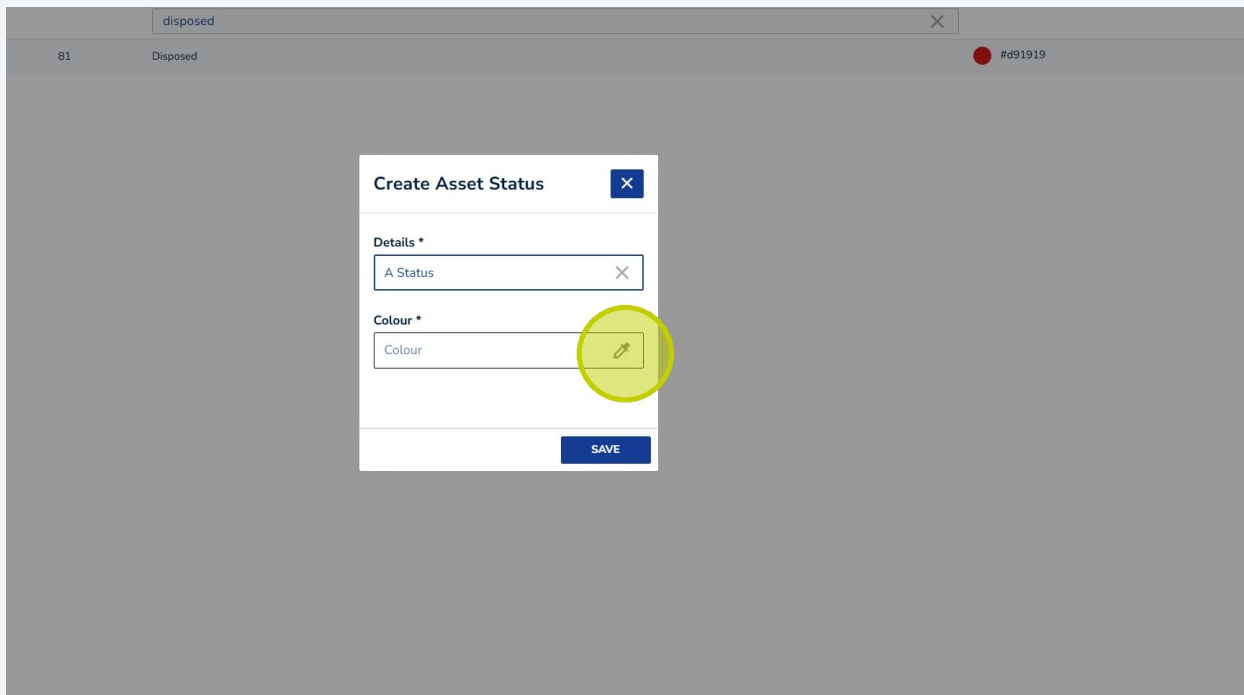 disposed
81 Disposed #d91919
Create Asset Status
Details *
A Status
Colour *
Colour
SAVE